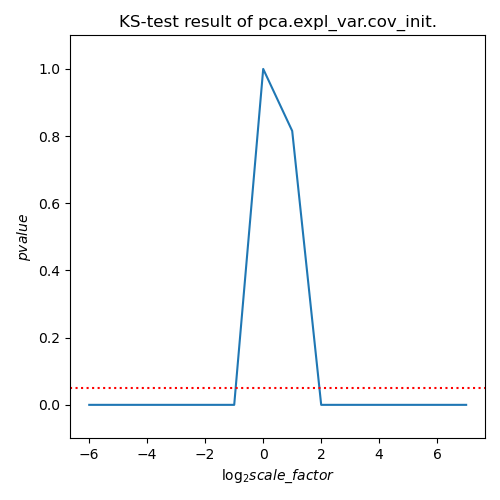 KS-test result of pca.expl_var.cov_init.
1.0
0.8
0.6
0.4
0.2
0.0
pvalue
−6 −4 −2 0 2 4 6
log₂scale_factor